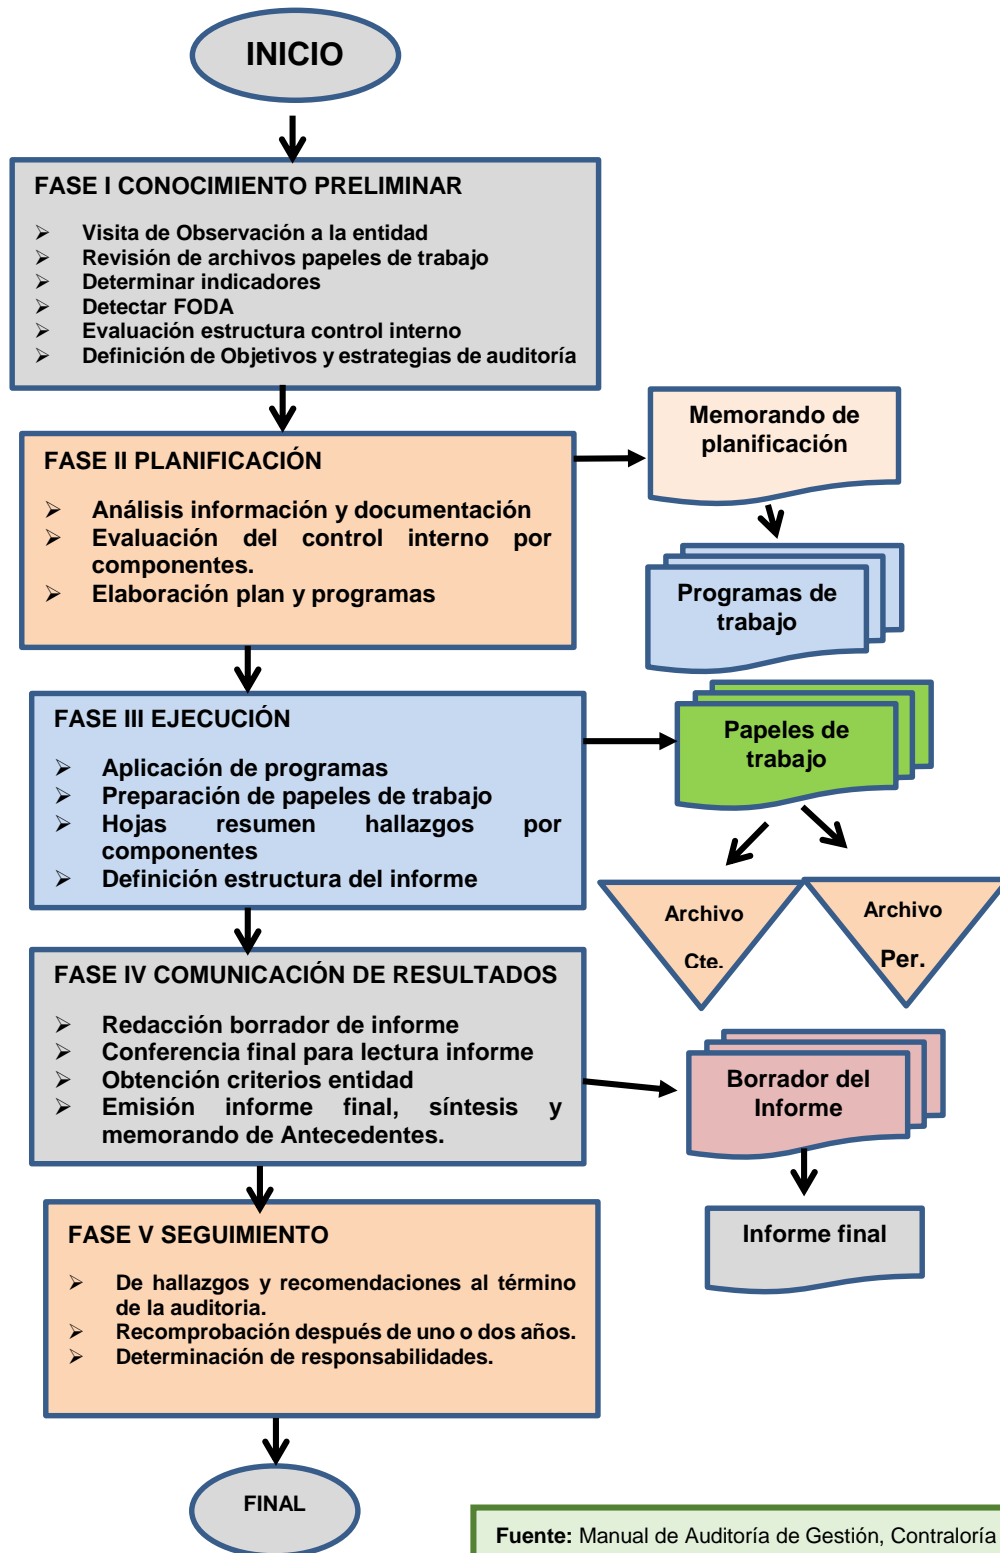 INICIO
FASE I CONOCIMIENTO PRELIMINAR
➢ Visita de Observación a la entidad
➢ Revisión de archivos papeles de trabajo
➢ Determinar indicadores
➢ Detectar FODA
➢ Evaluación estructura control interno
➢ Definición de Objetivos y estrategias de auditoría
Memorando de
planificación
FASE II PLANIFICACIÓN
➢ Análisis información y documentación
➢ Evaluación del control interno por
componentes.
➢ Elaboración plan y programas
Programas de
trabajo
FASE III EJECUCIÓN
➢ Aplicación de programas
➢ Preparación de papeles de trabajo
➢ Hojas resumen hallazgos por
componentes
➢ Definición estructura del informe
Papeles de
trabajo
Archivo
Cte.
Archivo
Per.
FASE IV COMUNICACIÓN DE RESULTADOS
➢ Redacción borrador de informe
➢ Conferencia final para lectura informe
➢ Obtención criterios entidad
➢ Emisión informe final, síntesis y
memorando de Antecedentes.
Borrador del
Informe
Informe final
FASE V SEGUIMIENTO
➢ De hallazgos y recomendaciones al término
de la auditoria.
➢ Recomprobación después de uno o dos años.
➢ Determinación de responsabilidades.
FINAL
Fuente: Manual de Auditoría de Gestión, Contraloría